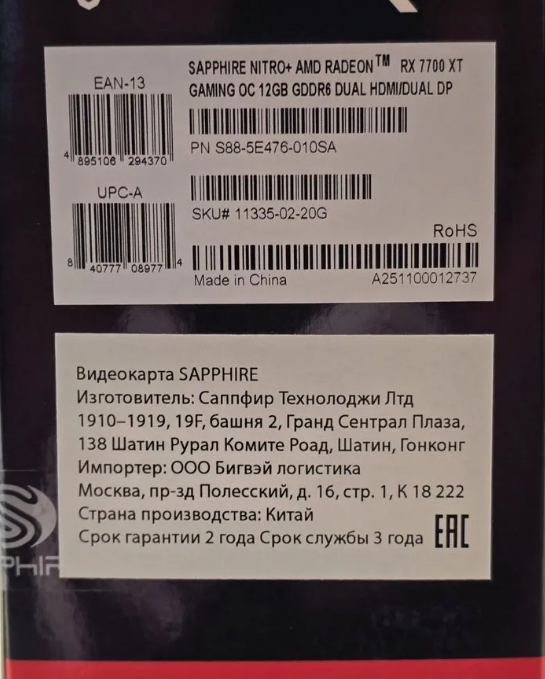 EAN-13
4 895106 294370
UPC-A
8 40777 08977 4
SAPPHIRE NITRO+ AMD RADEON™ RX 7700 XT
GAMING OC 12GB GDDR6 DUAL HDMI/DUAL DP
PN S88-5E476-010SA
SKU# 11335-02-20G
RoHS
Made in China
A251100012737
Видеокарта SAPPHIRE
Изготовитель: Саппфир Технолоджи Лтд
1910–1919, 19F, башня 2, Гранд Сентрал Плаза,
138 Шатин Рурал Комите Роад, Шатин, Гонконг
Импортер: ООО Бигвэй логистика
Москва, пр-зд Полесский, д. 16, стр. 1, К 18 222
Страна производства: Китай
Срок гарантии 2 года Срок службы 3 года
EAC
PHIR